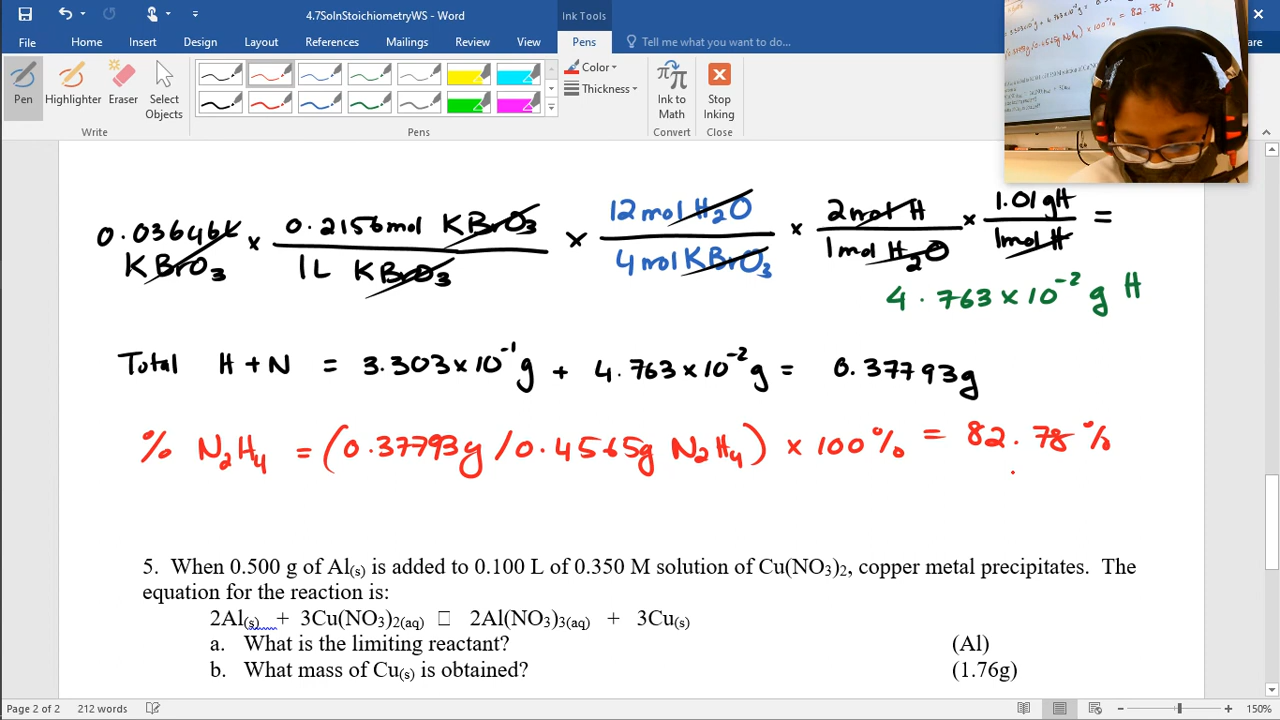 4.7SolnStoichiometryWS - Word
Ink Tools
File Home Insert Design Layout References Mailings Review View Pens Tell me what you want to do...
Pen Highlighter Eraser Select Objects
Color
Thickness
Ink to Math
Stop Inking
Write Pens Convert Close
0.03646L KBrO3 × 0.2156mol KBrO3 / 1L KBrO3 × 12mol H2O / 4mol KBrO3 × 2mol H / 1mol H2O × 1.01gH / 1mol H =
4.763×10^-2 g H
Total H+N = 3.303×10^-1 g + 4.763×10^-2 g = 0.37793g
% N2H4 = (0.37793g/0.4565g N2H4) × 100% = 82.78%
5. When 0.500 g of Al(s) is added to 0.100 L of 0.350 M solution of Cu(NO3)2, copper metal precipitates. The
equation for the reaction is:
2Al(s) + 3Cu(NO3)2(aq) □ 2Al(NO3)3(aq) + 3Cu(s)
a. What is the limiting reactant? (Al)
b. What mass of Cu(s) is obtained? (1.76g)
Page 2 of 2 212 words 150%